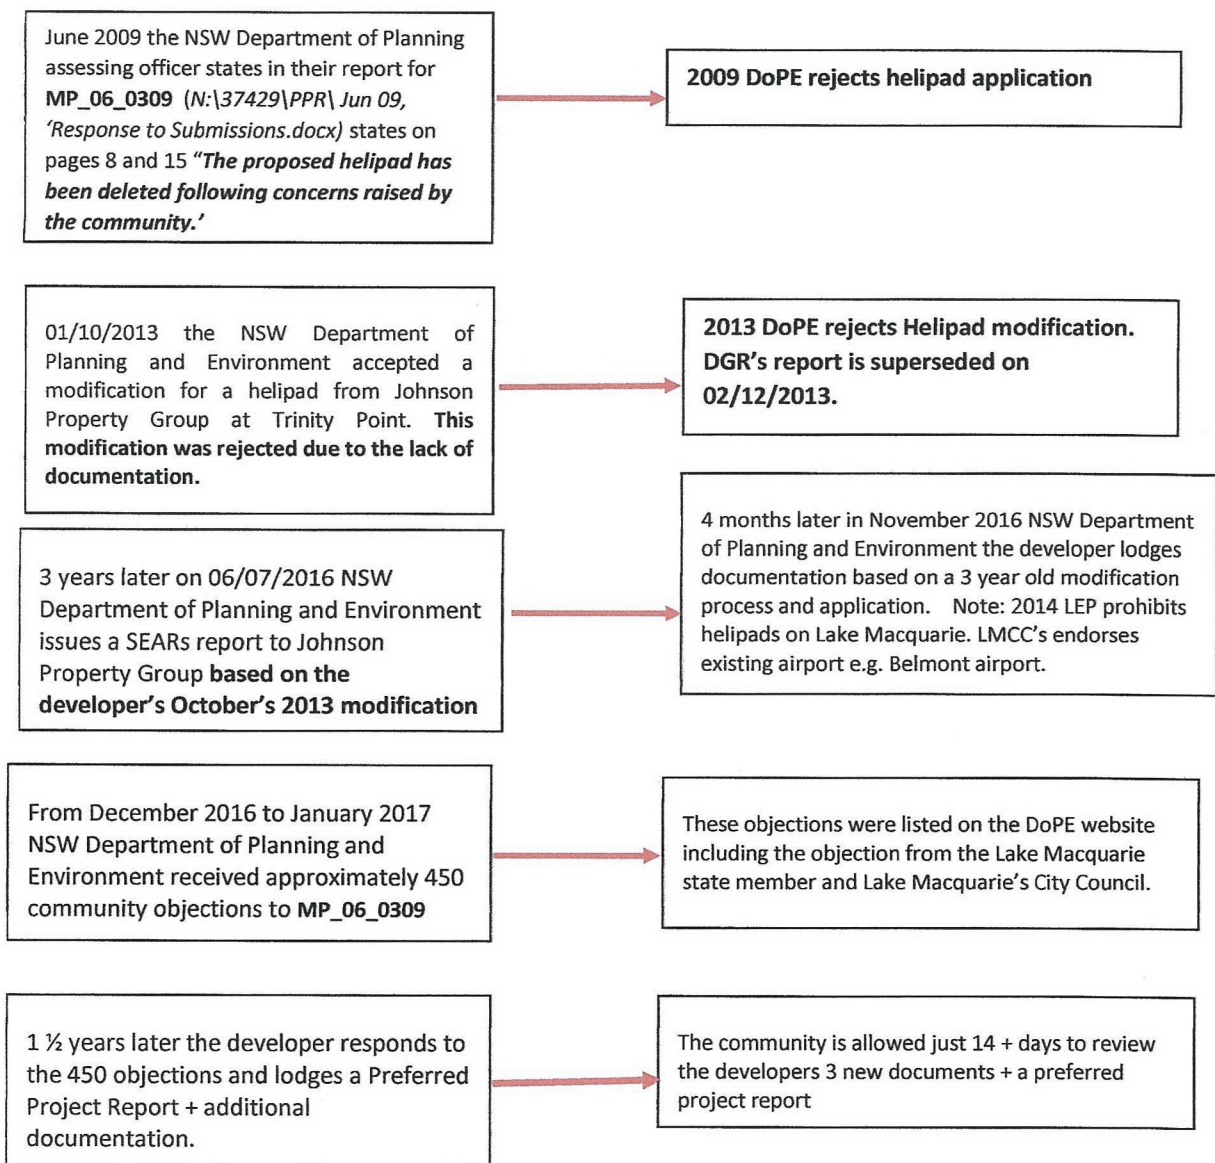 June 2009 the NSW Department of Planning
assessing officer states in their report for
MP_06_0309 (N:\37429\PPR\ Jun 09,
‘Response to Submissions.docx) states on
pages 8 and 15 “The proposed helipad has
been deleted following concerns raised by
the community.’
2009 DoPE rejects helipad application
01/10/2013 the NSW Department of
Planning and Environment accepted a
modification for a helipad from Johnson
Property Group at Trinity Point. This
modification was rejected due to the lack of
documentation.
2013 DoPE rejects Helipad modification.
DGR’s report is superseded on
02/12/2013.
3 years later on 06/07/2016 NSW
Department of Planning and Environment
issues a SEARs report to Johnson
Property Group based on the
developer’s October’s 2013 modification
4 months later in November 2016 NSW Department
of Planning and Environment the developer lodges
documentation based on a 3 year old modification
process and application. Note: 2014 LEP prohibits
helipads on Lake Macquarie. LMCC’s endorses
existing airport e.g. Belmont airport.
From December 2016 to January 2017
NSW Department of Planning and
Environment received approximately 450
community objections to MP_06_0309
These objections were listed on the DoPE website
including the objection from the Lake Macquarie
state member and Lake Macquarie’s City Council.
1 ½ years later the developer responds to
the 450 objections and lodges a Preferred
Project Report + additional
documentation.
The community is allowed just 14 + days to review
the developers 3 new documents + a preferred
project report